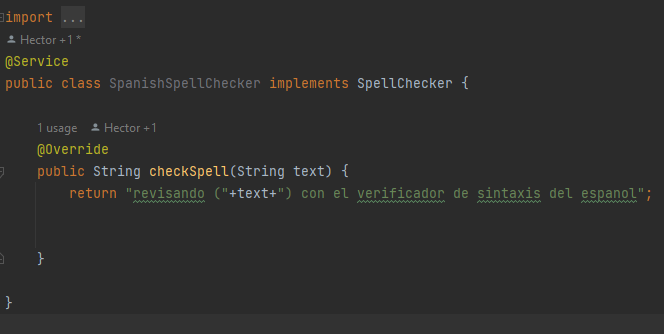 import ...
Hector +1 *
@Service
public class SpanishSpellChecker implements SpellChecker {
1 usage Hector +1
@Override
public String checkSpell(String text) {
return "revisando ("+text+") con el verificador de sintaxis del espanol";
}
}